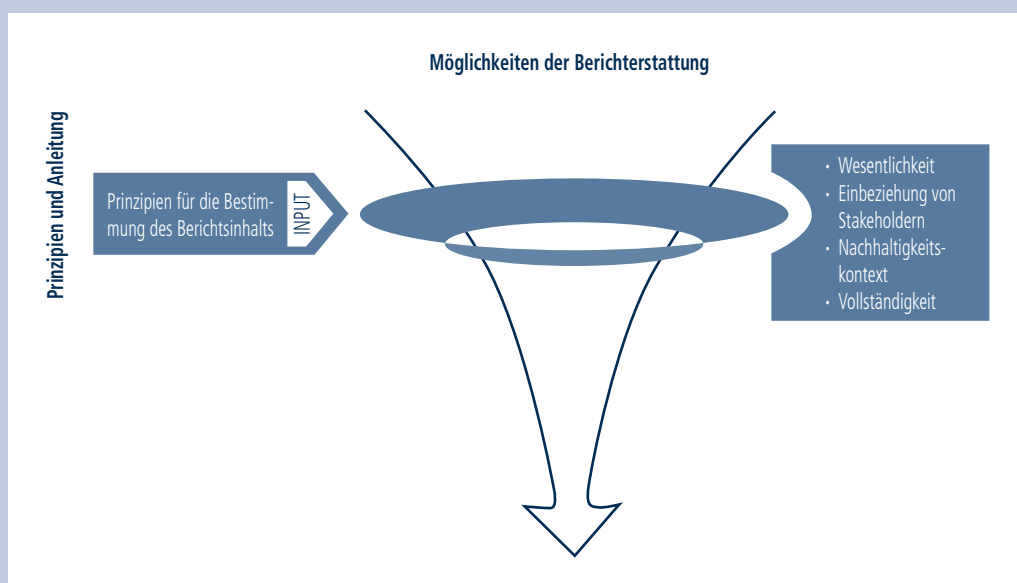 Möglichkeiten der Berichterstattung
Prinzipien und Anleitung
Prinzipien für die Bestim-
mung des Berichtsinhalts
INPUT
• Wesentlichkeit
• Einbeziehung von
Stakeholdern
• Nachhaltigkeits-
kontext
• Vollständigkeit